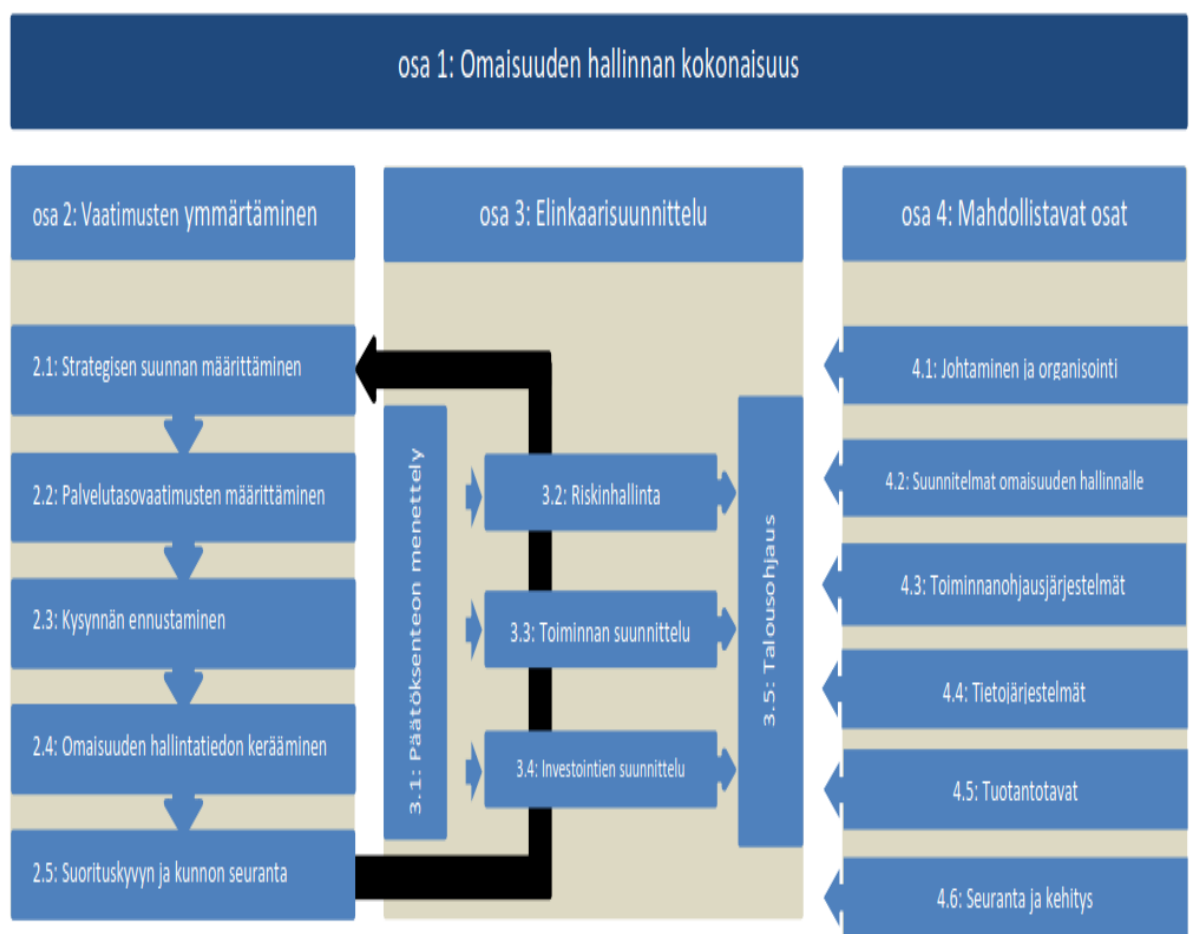 osa 1: Omaisuuden hallinnan kokonaisuus
osa 2: Vaatimusten ymmärtäminen
2.1: Strategisen suunnan määrittäminen
2.2: Palvelutasovaatimusten määrittäminen
2.3: Kysynnän ennustaminen
2.4: Omaisuuden hallintatiedon kerääminen
2.5: Suorituskyvyn ja kunnon seuranta
osa 3: Elinkaarisuunnittelu
3.1: Päätöksenteon menettely
3.2: Riskinhallinta
3.3: Toiminnan suunnittelu
3.4: Investointien suunnittelu
3.5: Talousohjaus
osa 4: Mahdollistavat osat
4.1: Johtaminen ja organisointi
4.2: Suunnitelmat omaisuuden hallinnalle
4.3: Toiminnanohjausjärjestelmät
4.4: Tietojärjestelmät
4.5: Tuotantotavat
4.6: Seuranta ja kehitys